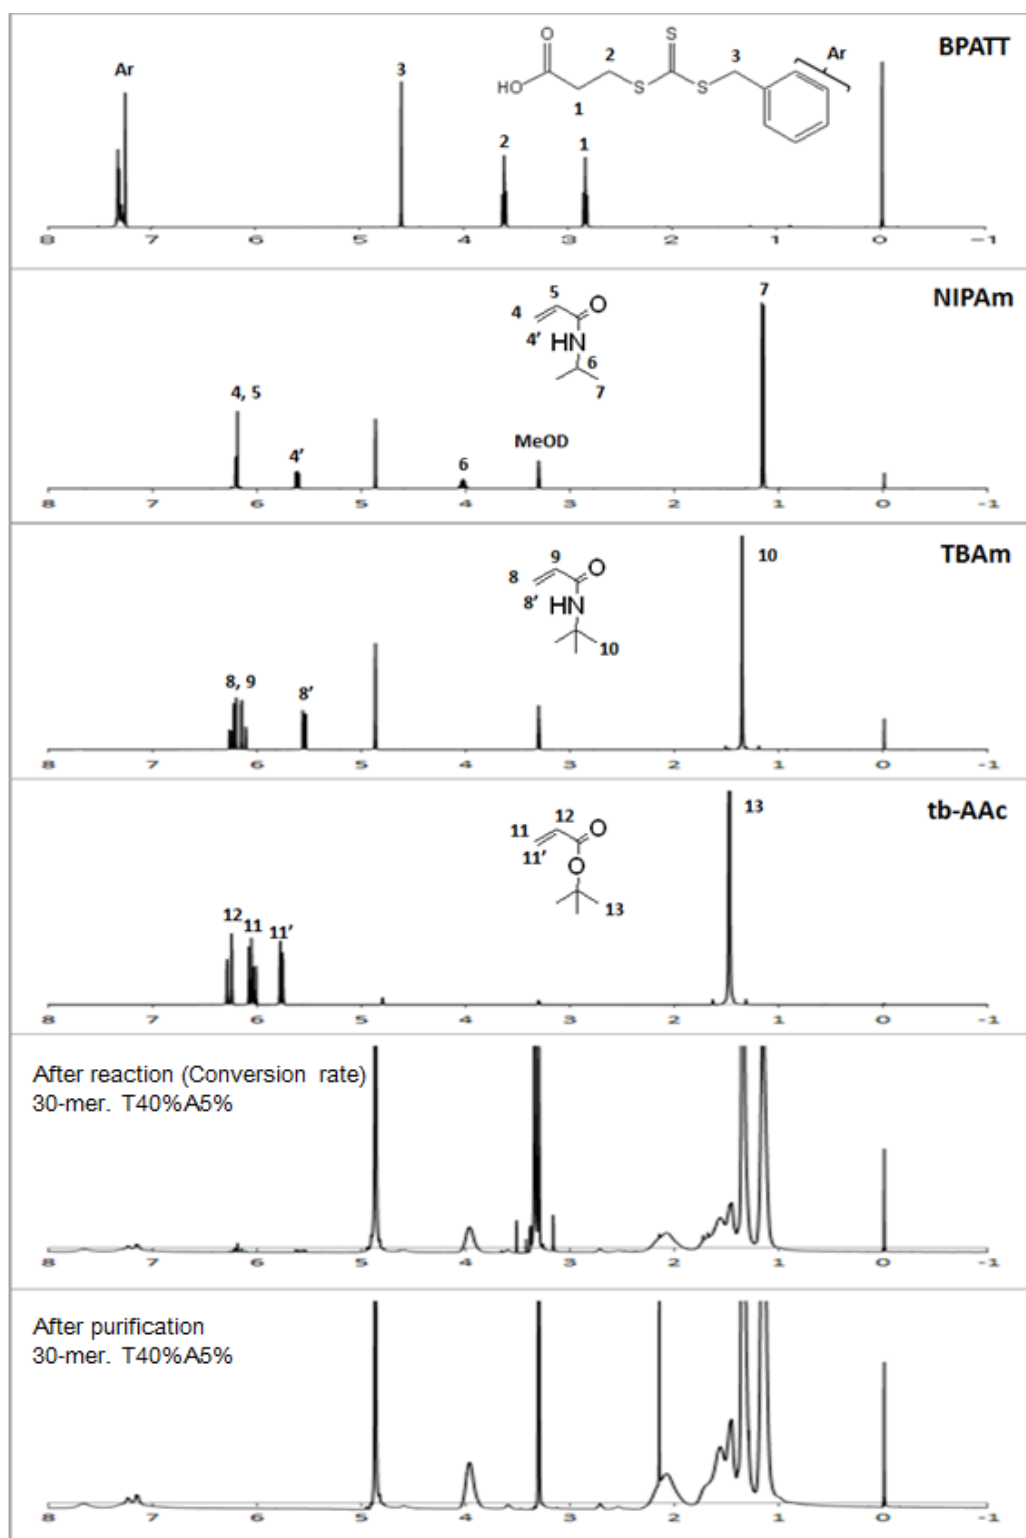 BPATT
Ar
3
2
1
O
HO
1
2
S
S
S
3
Ar
8 7 6 5 4 3 2 1 0 -1
NIPAm
7
4, 5
4’
6
MeOD
5
4
4’
O
HN
6
7
8 7 6 5 4 3 2 1 0 -1
TBAm
10
8, 9
8’
9
8
8’
O
HN
10
8 7 6 5 4 3 2 1 0 -1
tb-AAc
13
12 11 11’
12
11
11’
O
O
13
8 7 6 5 4 3 2 1 0 -1
After reaction (Conversion rate)
30-mer. T40%A5%
8 7 6 5 4 3 2 1 0 -1
After purification
30-mer. T40%A5%
8 7 6 5 4 3 2 1 0 -1